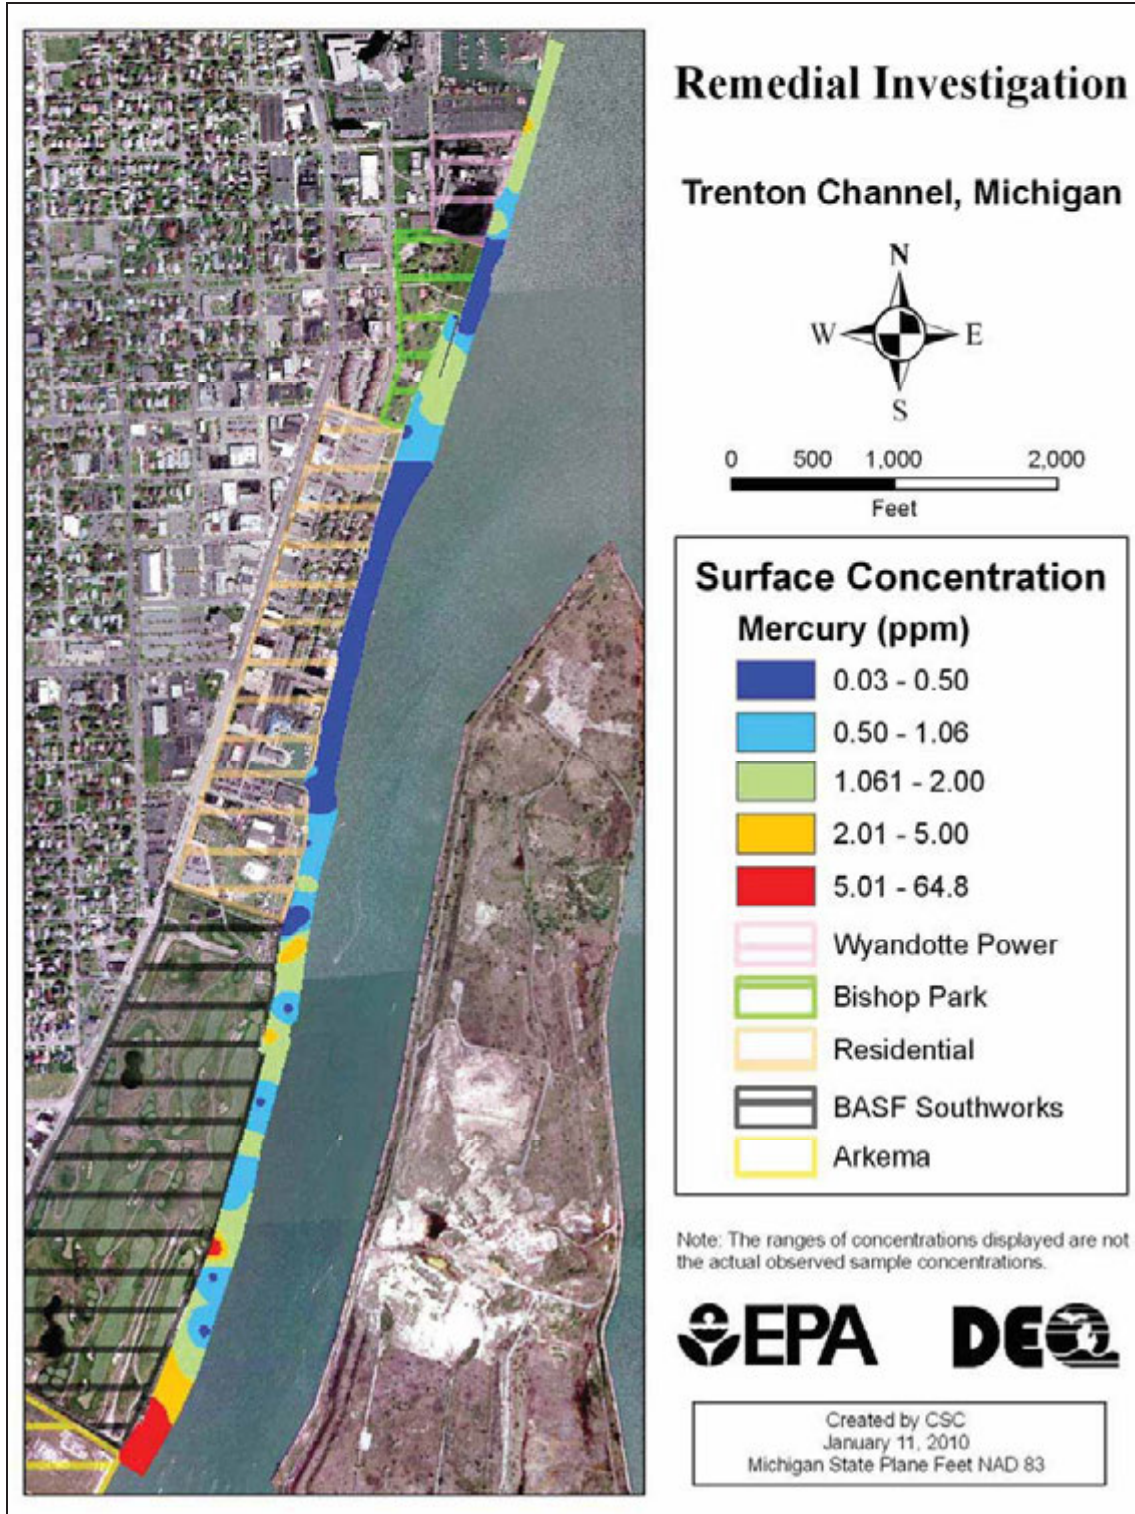 Remedial Investigation
Trenton Channel, Michigan
N
W E
S
0 500 1,000 2,000
Feet
Surface Concentration
Mercury (ppm)
0.03 - 0.50
0.50 - 1.06
1.061 - 2.00
2.01 - 5.00
5.01 - 64.8
Wyandotte Power
Bishop Park
Residential
BASF Southworks
Arkema
Note: The ranges of concentrations displayed are not
the actual observed sample concentrations.
EPA DEQ
Created by CSC
January 11, 2010
Michigan State Plane Feet NAD 83